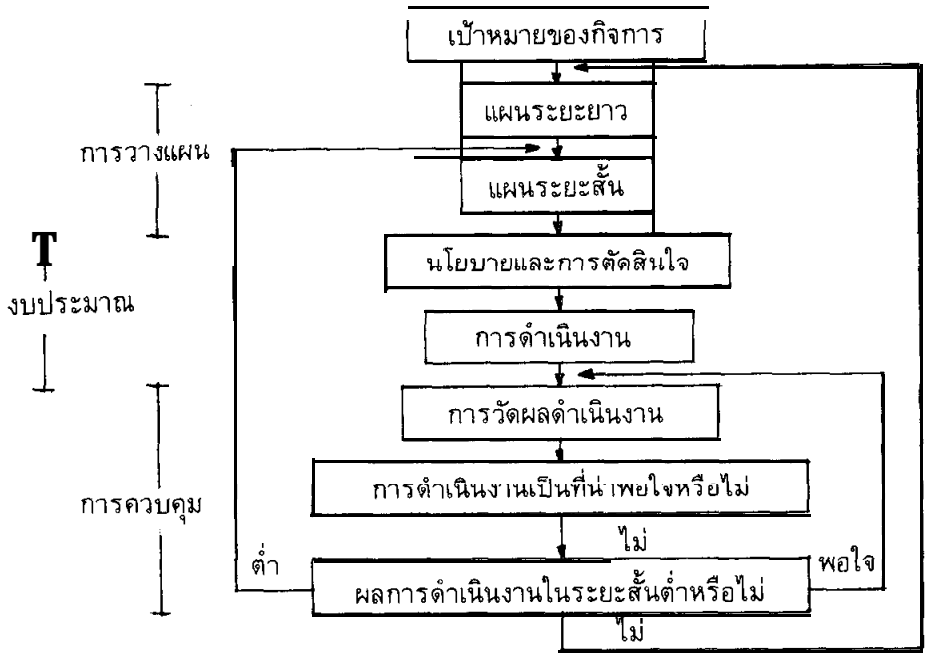 เป้าหมายของกิจการ
แผนระยะยาว
การวางแผน
แผนระยะสั้น
T
นโยบายและการตัดสินใจ
งบประมาณ
การดำเนินงาน
การวัดผลดำเนินงาน
การดำเนินงานเป็นที่น่าพอใจหรือไม่
การควบคุม
ไม่
ต่ำ
พอใจ
ผลการดำเนินงานในระยะสั้นต่ำหรือไม่
ไม่